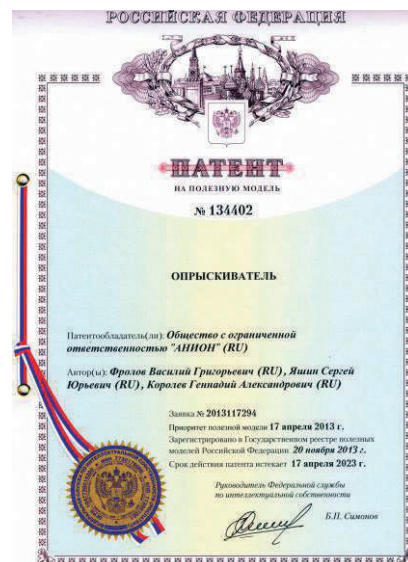 РОССИЙСКАЯ ФЕДЕРАЦИЯ
ПАТЕНТ
НА ПОЛЕЗНУЮ МОДЕЛЬ
№ 134402
ОПРЫСКИВАТЕЛЬ
Патентообладатель(ли): Общество с ограниченной
ответственностью "АНИОН" (RU)
Автор(ы): Фролов Василий Григорьевич (RU), Яшин Сергей
Юрьевич (RU), Королев Геннадий Александрович (RU)
Заявка № 2013117294
Приоритет полезной модели 17 апреля 2013 г.
Зарегистрировано в Государственном реестре полезных
моделей Российской Федерации 20 ноября 2013 г.
Срок действия патента истекает 17 апреля 2023 г.
Руководитель Федеральной службы
по интеллектуальной собственности
Б.П. Симонов